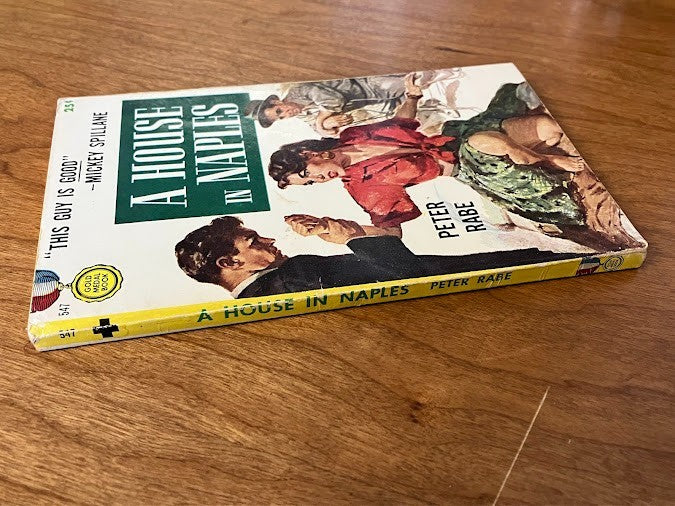 25¢
"THIS GUY IS GOOD"
—MICKEY SPILLANE
A HOUSE
IN NAPLES
PETER
RABE
GOLD
MEDAL
BOOK
547
547
A HOUSE IN NAPLES PETER RABE